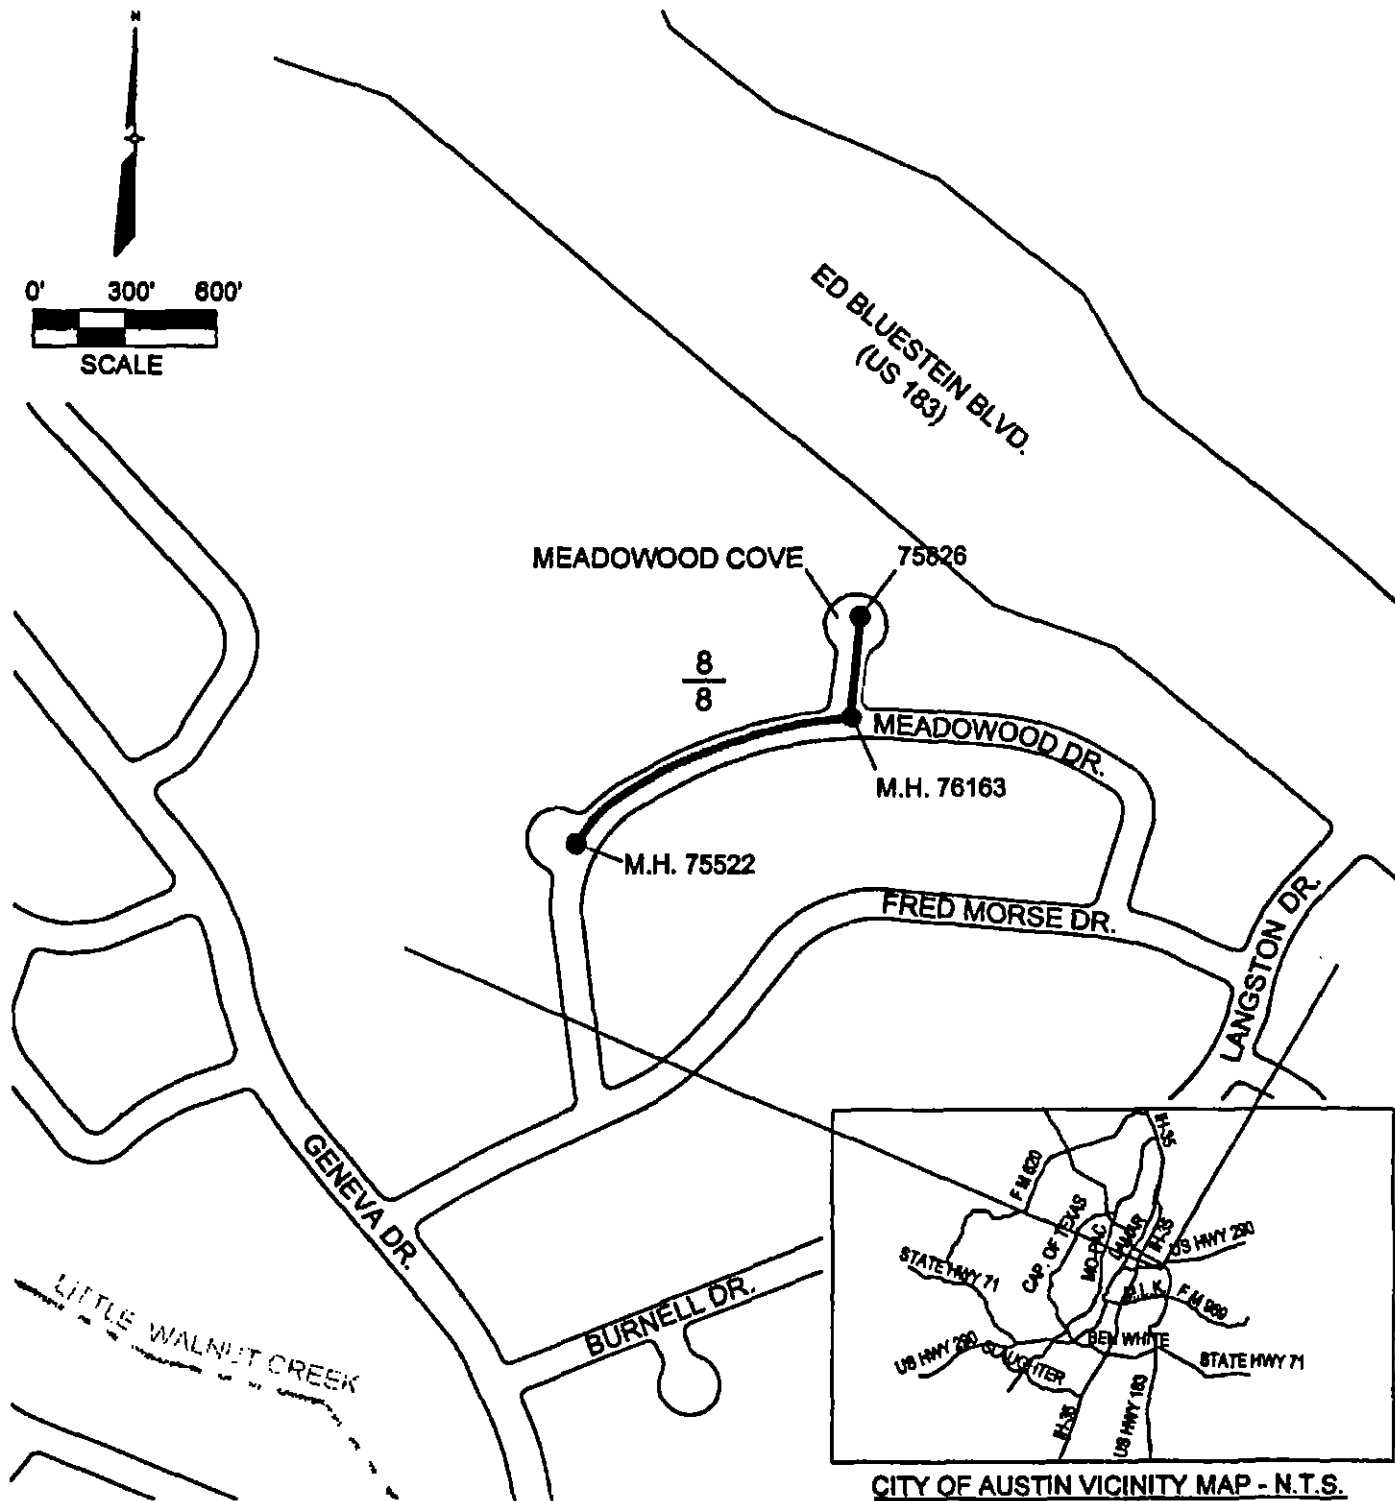 N
0' 300' 600'
SCALE
ED BLUESTEIN BLVD.
(US 183)
MEADOWOOD COVE
75826
8
8
MEADOWOOD DR.
M.H. 76163
M.H. 75522
FRED MORSE DR.
LANGSTON DR.
GENEVA DR.
BURNELL DR.
LITTLE WALNUT CREEK
IH-35
F M 620
CAP. OF TEXAS
MO-PAC
LAMAR
IH-35
US HWY 290
STATE HWY 71
M.L.K.
F M 969
BEN WHITE
US HWY 290
SLAUGHTER
STATE HWY 71
IH-35
US HWY 183
CITY OF AUSTIN VICINITY MAP - N.T.S.